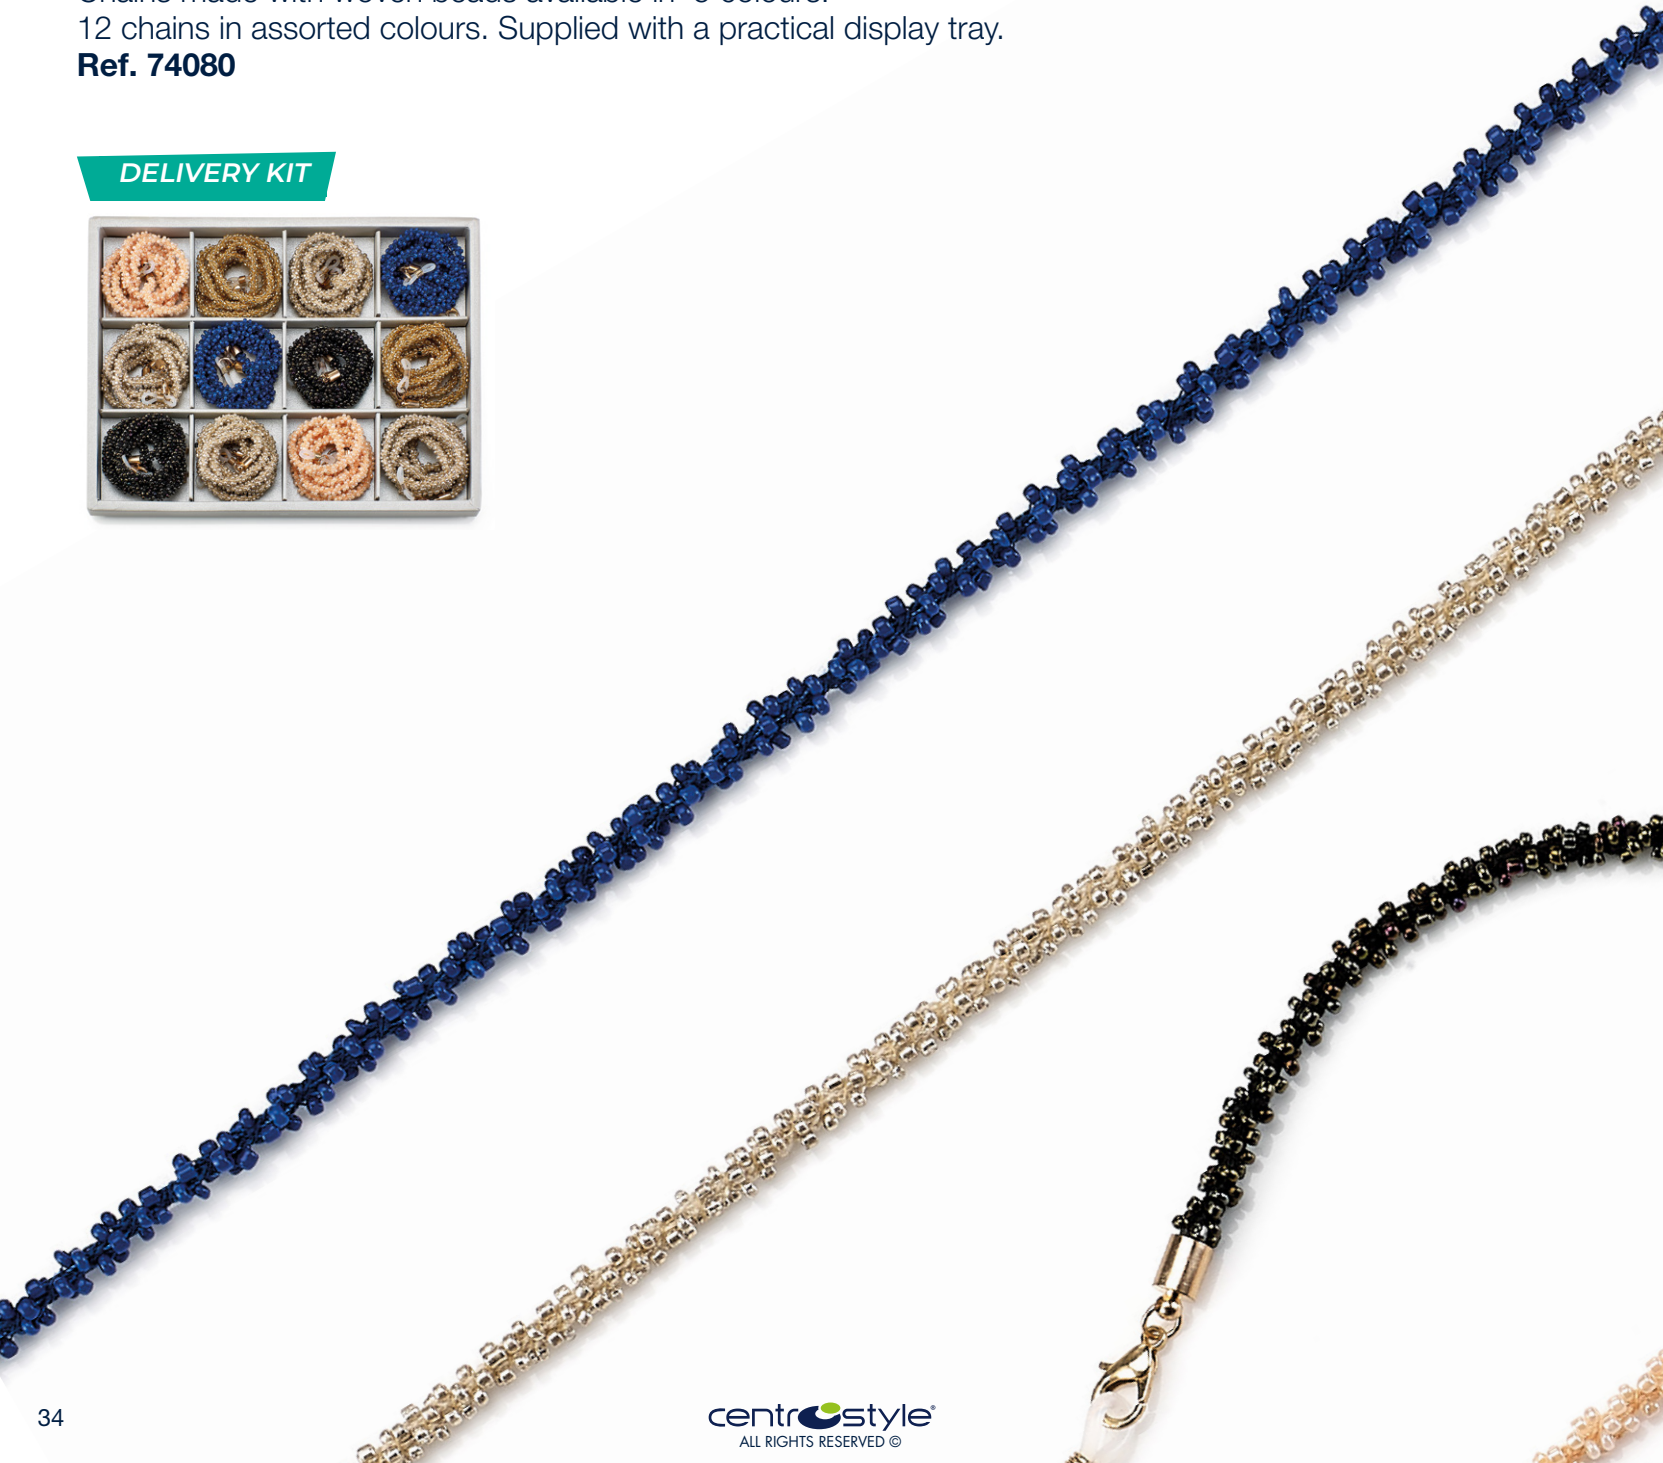 12 chains in assorted colours. Supplied with a practical display tray.
Ref. 74080
DELIVERY KIT
34
centrostyle®
ALL RIGHTS RESERVED ©